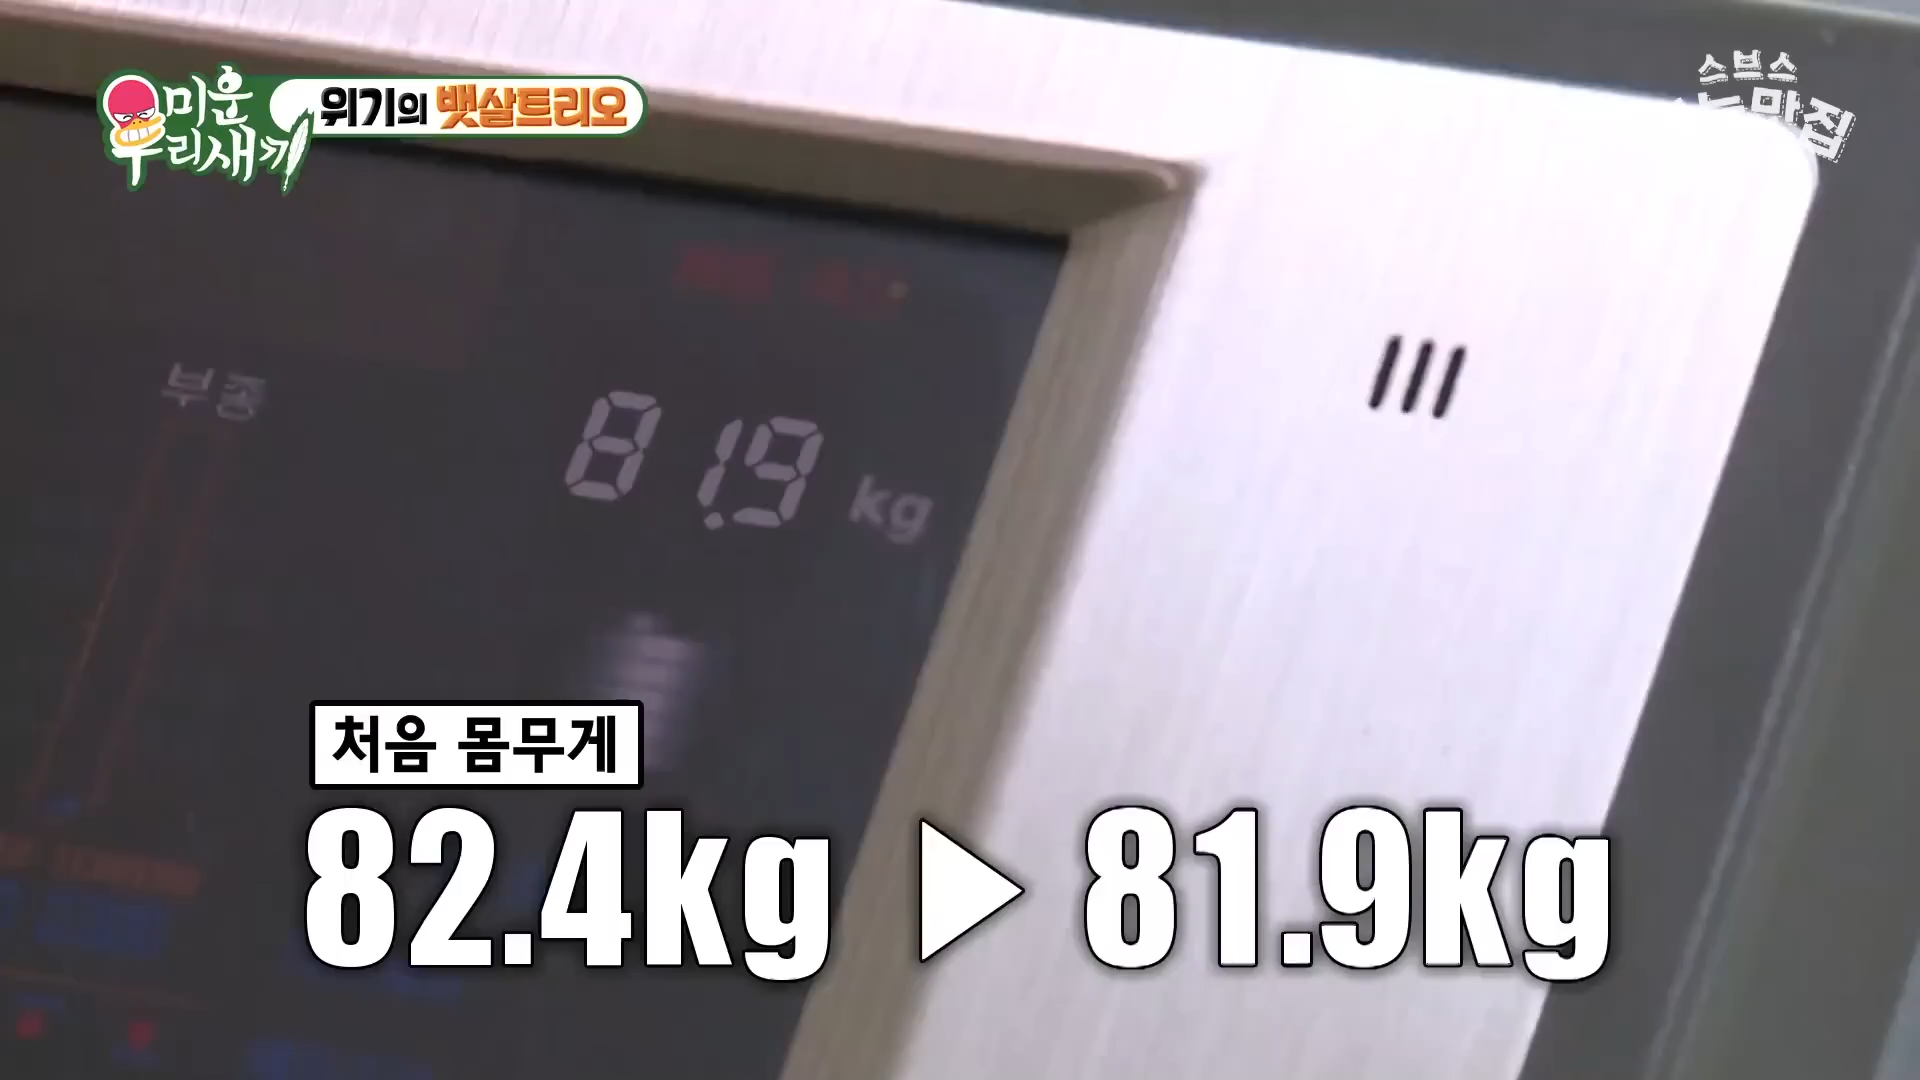 미운 우리새끼
위기의 뱃살트리오
스브스
부종
81.9 kg
처음 몸무게
82.4kg ▶ 81.9kg